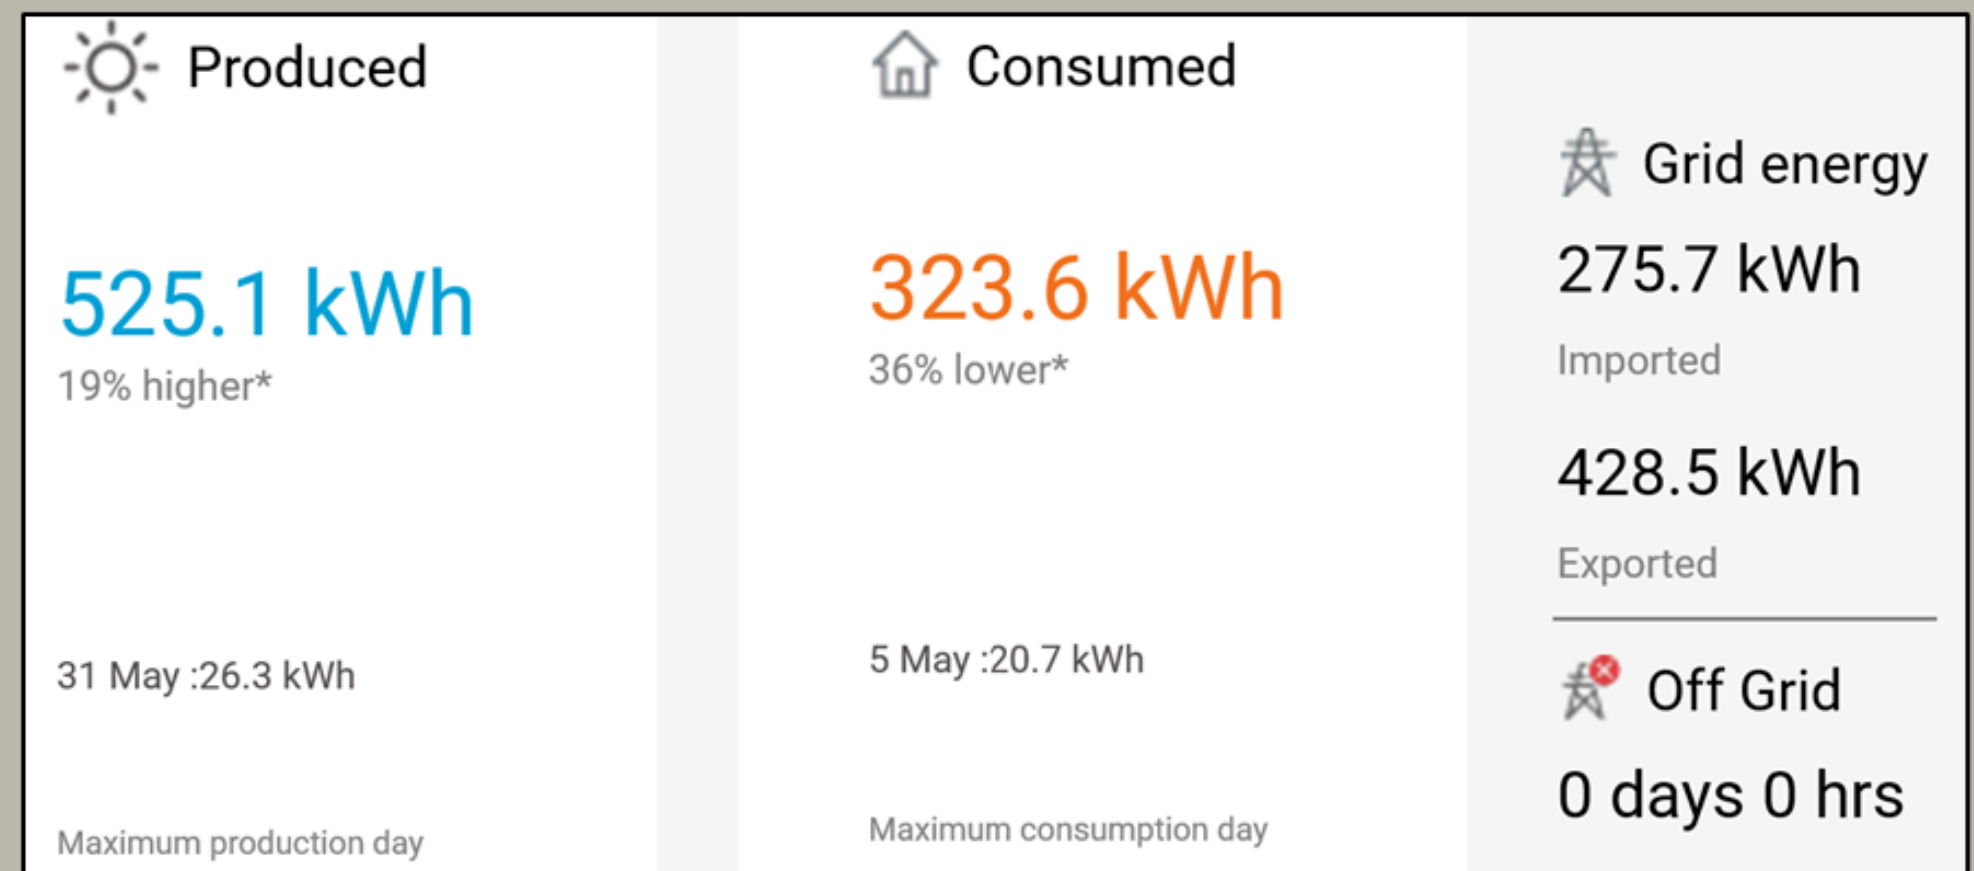 Produced
525.1 kWh
19% higher*
31 May :26.3 kWh
Maximum production day
Consumed
323.6 kWh
36% lower*
5 May :20.7 kWh
Maximum consumption day
Grid energy
275.7 kWh
Imported
428.5 kWh
Exported
Off Grid
0 days 0 hrs